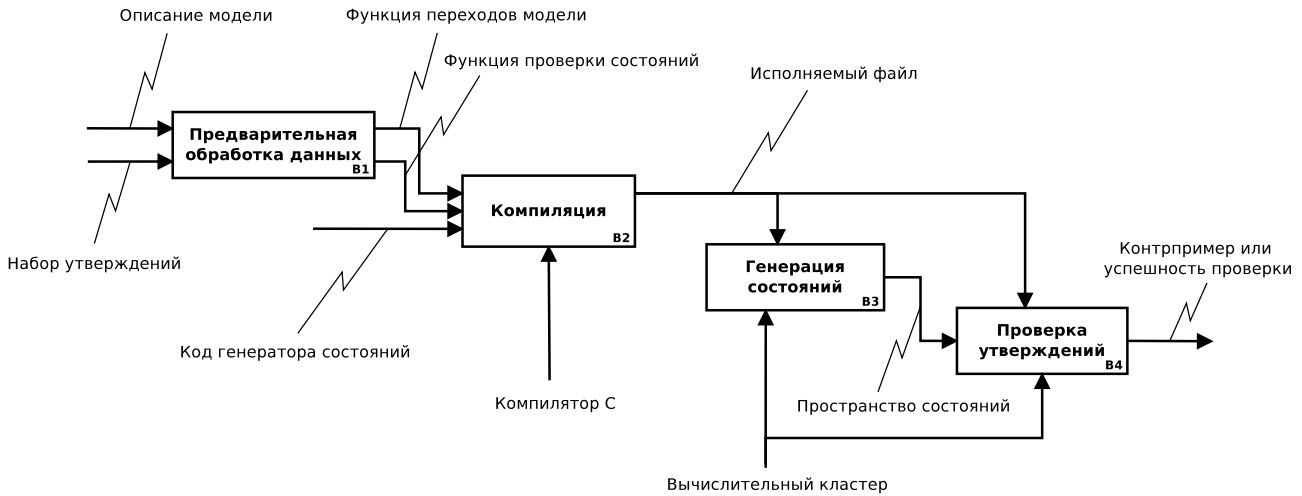 Описание модели
Функция переходов модели
Функция проверки состояний
Исполняемый файл
Предварительная
обработка данных
B1
Компиляция
B2
Набор утверждений
Контрпример или
успешность проверки
Генерация
состояний
B3
Проверка
утверждений
B4
Код генератора состояний
Компилятор C
Пространство состояний
Вычислительный кластер